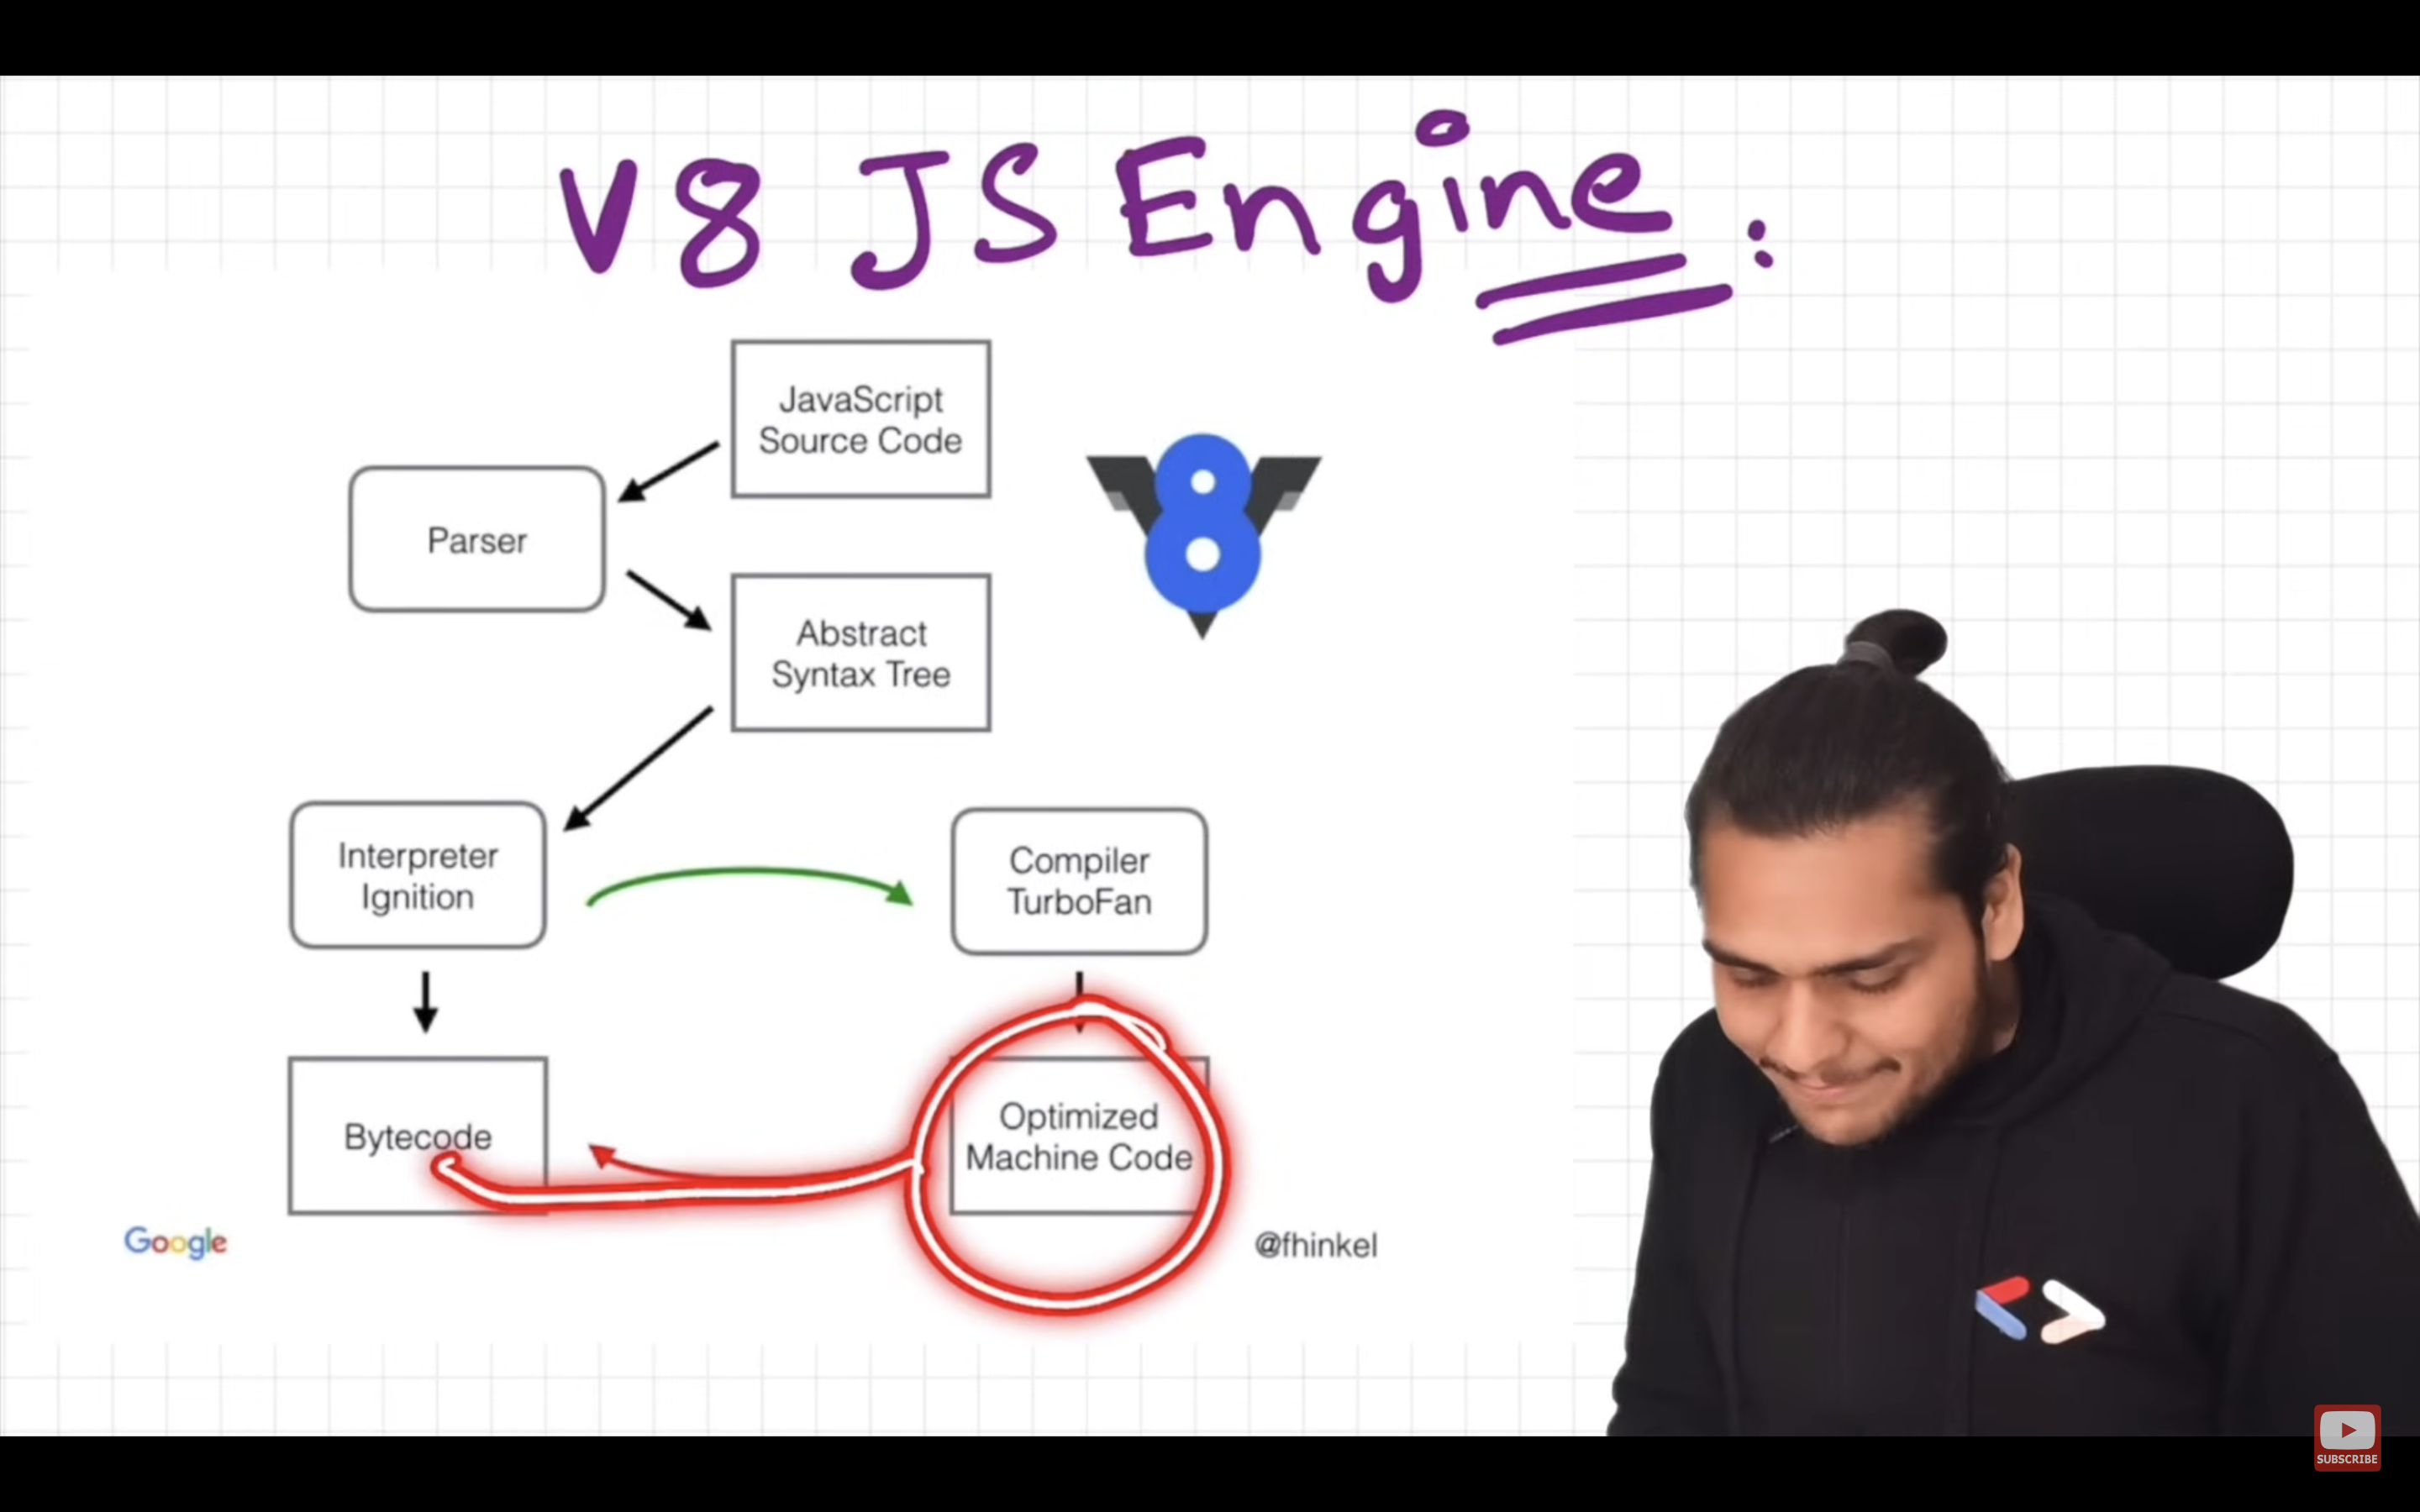 V8 JS Engine :
JavaScript
Source Code
Parser
Abstract
Syntax Tree
Interpreter
Ignition
Compiler
TurboFan
Bytecode
Optimized
Machine Code
Google
@fhinkel
SUBSCRIBE